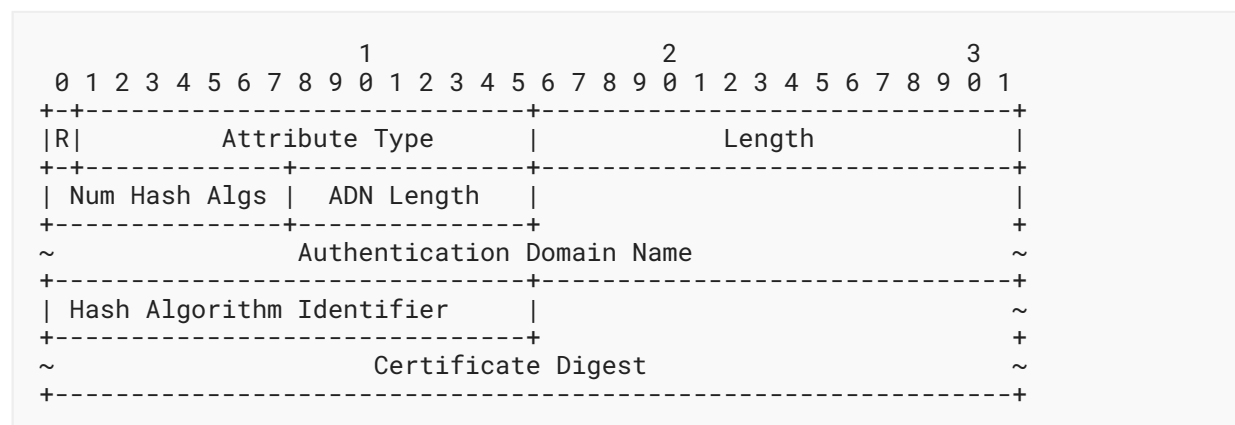 1                   2                   3
 0 1 2 3 4 5 6 7 8 9 0 1 2 3 4 5 6 7 8 9 0 1 2 3 4 5 6 7 8 9 0 1
+-+-----------------------------+-------------------------------+
|R|         Attribute Type      |            Length             |
+-+-------------+---------------+-------------------------------+
| Num Hash Algs |  ADN Length   |                               |
+---------------+---------------+                               +
~                Authentication Domain Name                     ~
+-------------------------------+-------------------------------+
| Hash Algorithm Identifier     |                               ~
+-------------------------------+                               +
~                     Certificate Digest                        ~
+---------------------------------------------------------------+